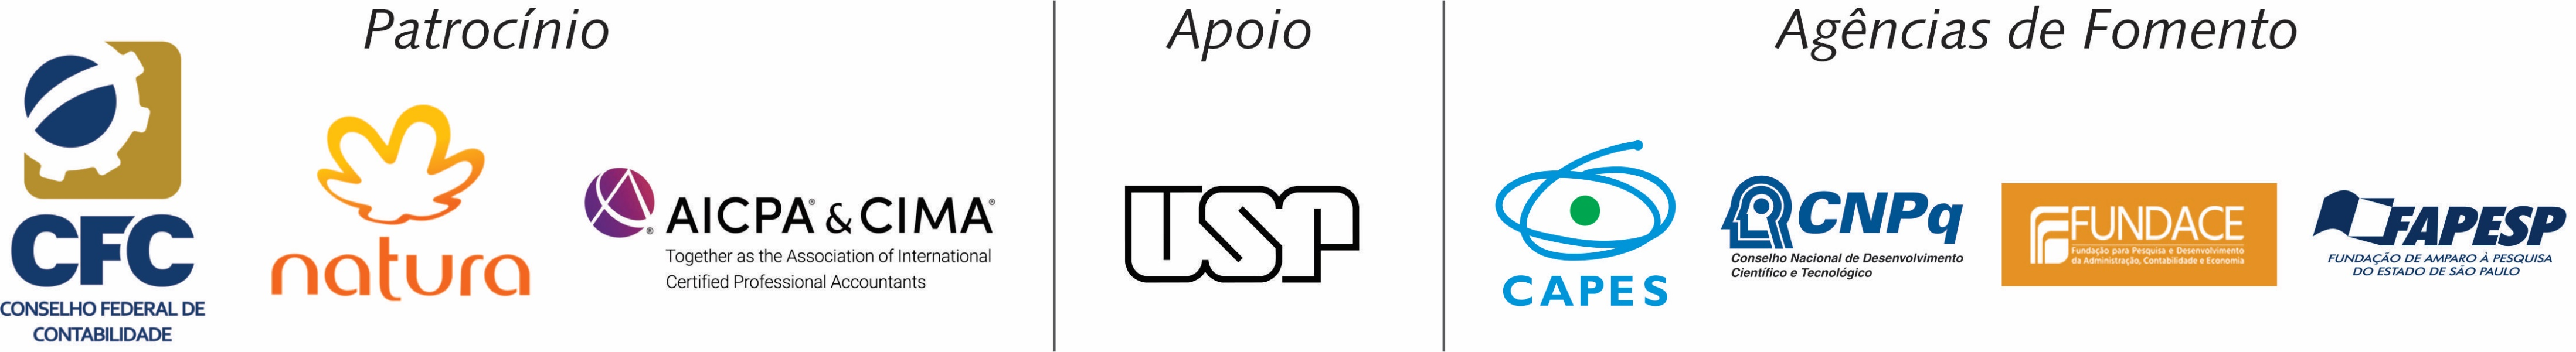 Patrocínio
CFC
CONSELHO FEDERAL DE
CONTABILIDADE
natura
AICPA® & CIMA®
Together as the Association of International
Certified Professional Accountants
Apoio
USP
Agências de Fomento
CAPES
CNPq
Conselho Nacional de Desenvolvimento
Científico e Tecnológico
FUNDACE
Fundação para Pesquisa e Desenvolvimento
da Administração, Contabilidade e Economia
FAPESP
FUNDAÇÃO DE AMPARO À PESQUISA
DO ESTADO DE SÃO PAULO